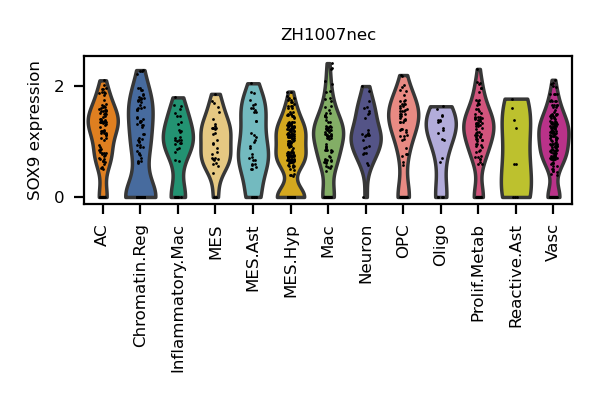 ZH1007nec
SOX9 expression
2
0
AC
Chromatin.Reg
Inflammatory.Mac
MES
MES.Ast
MES.Hyp
Mac
Neuron
OPC
Oligo
Prolif.Metab
Reactive.Ast
Vasc